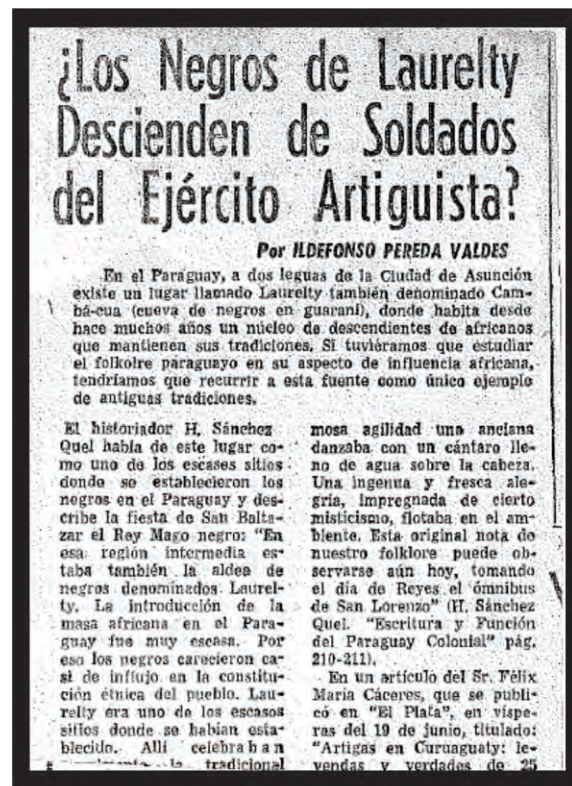 ¿Los Negros de Laurelty
Descienden de Soldados
del Ejército Artiguista?
Por ILDEFONSO PEREDA VALDES
En el Paraguay, a dos leguas de la Ciudad de Asunción
existe un lugar llamado Laurelty también denominado Cam-
bá-cua (cueva de negros en guaraní), donde habita desde
hace muchos años un núcleo de descendientes de africanos
que mantienen sus tradiciones. Si tuviéramos que estudiar
el folkolre paraguayo en su aspecto de influencia africana,
tendríamos que recurrir a esta fuente como único ejemplo
de antiguas tradiciones.
El historiador H. Sánchez
Quel habla de este lugar co-
mo uno de los escases sitios
donde se establecieron los
negros en el Paraguay y des-
cribe la fiesta de San Balta-
zar el Rey Mago negro: "En
esa región intermedia es-
taba también la aldea de
negros denominados Laurel-
ty. La introducción de la
masa africana en el Para-
guay fue muy escasa. Por
eso los negros carecieron ca-
si de influjo en la constitu-
ción étnica del pueblo. Lau-
relty era uno de los escasos
sitios donde se habían esta-
blecido. Allí celebraban
la tradicional
mosa agilidad una anciana
danzaba con un cántaro lle-
no de agua sobre la cabeza.
Una ingenua y fresca ale-
gría, impregnada de cierto
misticismo, flotaba en el am-
biente. Esta original nota de
nuestro folklore puede ob-
servarse aún hoy, tomando
el día de Reyes el ómnibus
de San Lorenzo" (H. Sánchez
Quel. "Escritura y Función
del Paraguay Colonial" pág.
210-211).
En un artículo del Sr. Félix
María Cáceres, que se publi-
có en "El Plata", en víspe-
ras del 19 de junio, titulado:
"Artigas en Curuaguaty: le-
yendas y verdades de 25